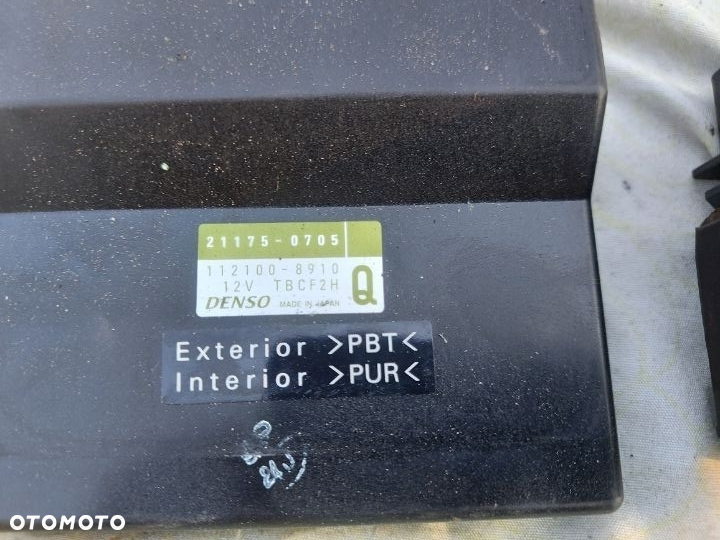 21175-0705
112100-8910
12V TBCF2H Q
DENSO MADE IN JAPAN
Exterior >PBT<
Interior >PUR<
OTOMOTO